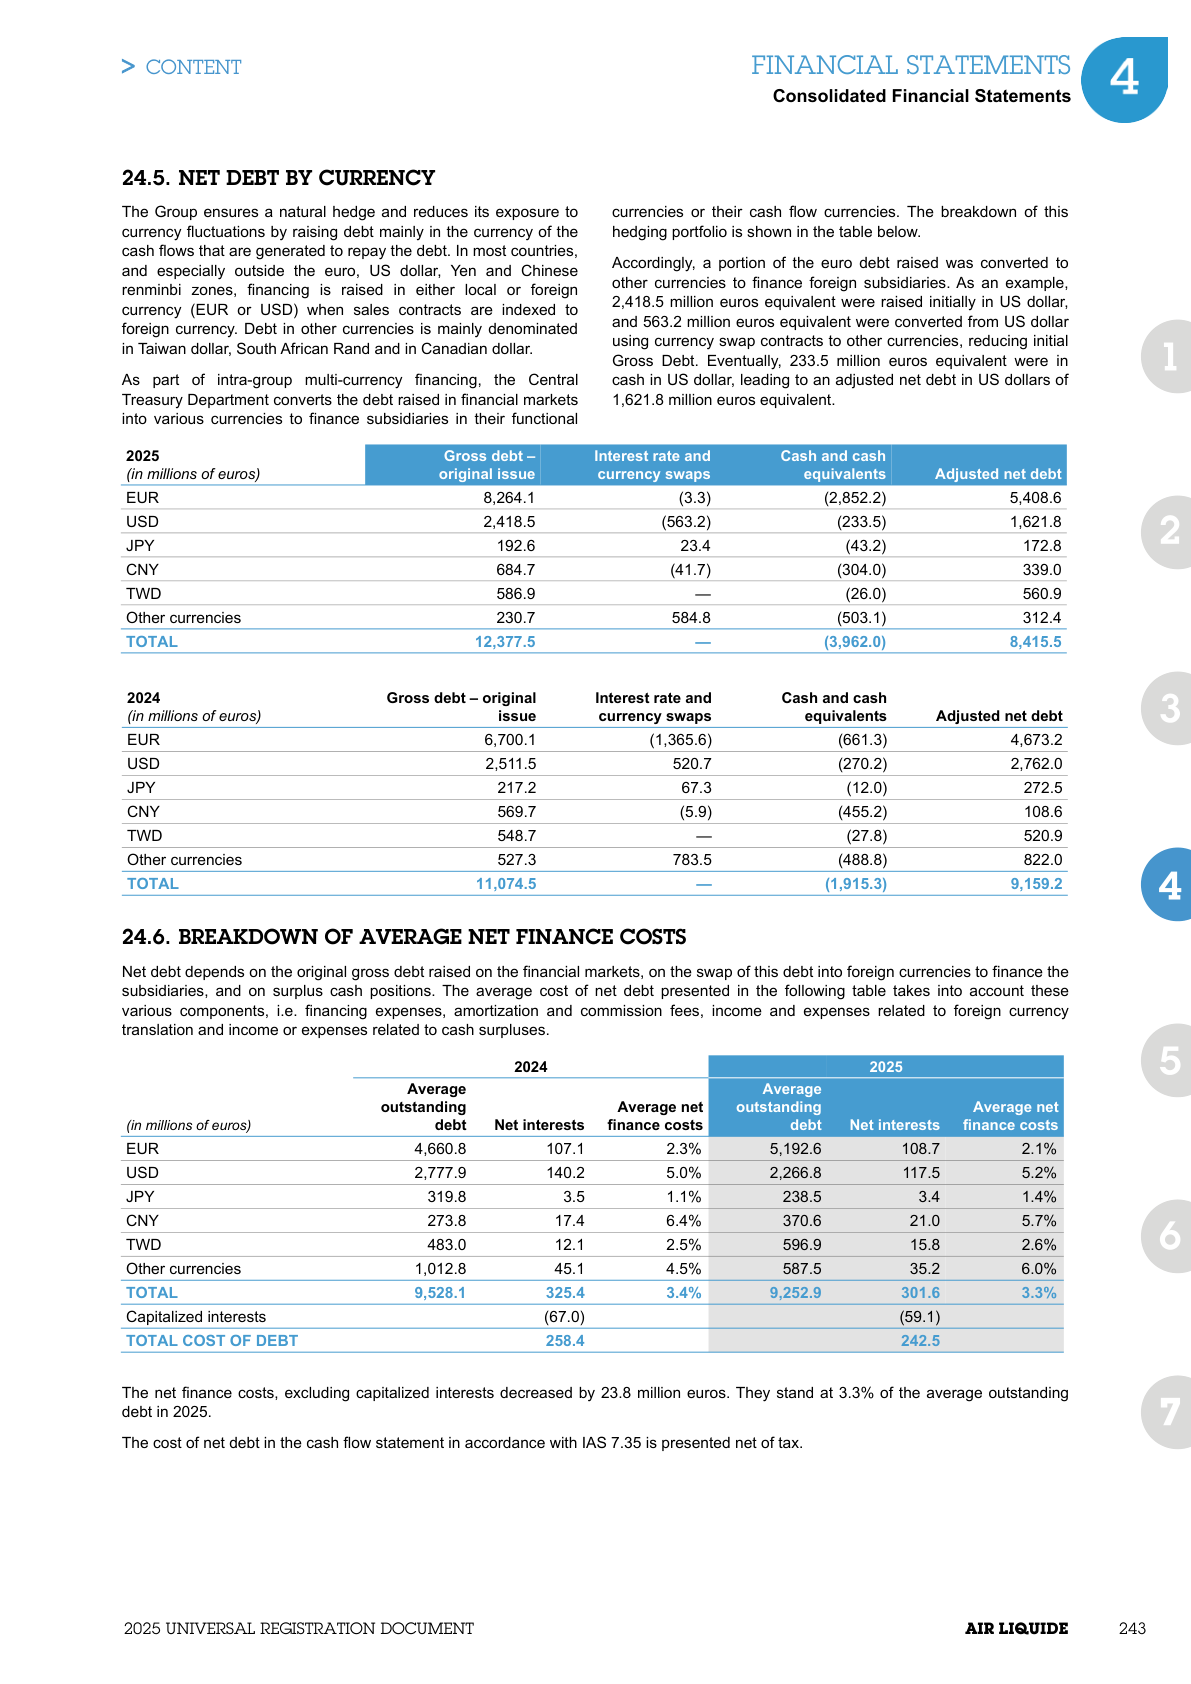 > CONTENT
FINANCIAL STATEMENTS
Consolidated Financial Statements
4
24.5. NET DEBT BY CURRENCY
The Group ensures a natural hedge and reduces its exposure to
currency fluctuations by raising debt mainly in the currency of the
cash flows that are generated to repay the debt. In most countries,
and especially outside the euro, US dollar, Yen and Chinese
renminbi zones, financing is raised in either local or foreign
currency (EUR or USD) when sales contracts are indexed to
foreign currency. Debt in other currencies is mainly denominated
in Taiwan dollar, South African Rand and in Canadian dollar.
As part of intra-group multi-currency financing, the Central
Treasury Department converts the debt raised in financial markets
into various currencies to finance subsidiaries in their functional
currencies or their cash flow currencies. The breakdown of this
hedging portfolio is shown in the table below.
Accordingly, a portion of the euro debt raised was converted to
other currencies to finance foreign subsidiaries. As an example,
2,418.5 million euros equivalent were raised initially in US dollar,
and 563.2 million euros equivalent were converted from US dollar
using currency swap contracts to other currencies, reducing initial
Gross Debt. Eventually, 233.5 million euros equivalent were in
cash in US dollar, leading to an adjusted net debt in US dollars of
1,621.8 million euros equivalent.
2025 Gross debt – Interest rate and Cash and cash
(in millions of euros) original issue currency swaps equivalents Adjusted net debt
EUR 8,264.1 (3.3) (2,852.2) 5,408.6
USD 2,418.5 (563.2) (233.5) 1,621.8
JPY 192.6 23.4 (43.2) 172.8
CNY 684.7 (41.7) (304.0) 339.0
TWD 586.9 — (26.0) 560.9
Other currencies 230.7 584.8 (503.1) 312.4
TOTAL 12,377.5 — (3,962.0) 8,415.5
2024 Gross debt – original Interest rate and Cash and cash
(in millions of euros) issue currency swaps equivalents Adjusted net debt
EUR 6,700.1 (1,365.6) (661.3) 4,673.2
USD 2,511.5 520.7 (270.2) 2,762.0
JPY 217.2 67.3 (12.0) 272.5
CNY 569.7 (5.9) (455.2) 108.6
TWD 548.7 — (27.8) 520.9
Other currencies 527.3 783.5 (488.8) 822.0
TOTAL 11,074.5 — (1,915.3) 9,159.2
24.6. BREAKDOWN OF AVERAGE NET FINANCE COSTS
Net debt depends on the original gross debt raised on the financial markets, on the swap of this debt into foreign currencies to finance the
subsidiaries, and on surplus cash positions. The average cost of net debt presented in the following table takes into account these
various components, i.e. financing expenses, amortization and commission fees, income and expenses related to foreign currency
translation and income or expenses related to cash surpluses.
2024 2025
Average Average
outstanding Average net outstanding Average net
(in millions of euros) debt Net interests finance costs debt Net interests finance costs
EUR 4,660.8 107.1 2.3% 5,192.6 108.7 2.1%
USD 2,777.9 140.2 5.0% 2,266.8 117.5 5.2%
JPY 319.8 3.5 1.1% 238.5 3.4 1.4%
CNY 273.8 17.4 6.4% 370.6 21.0 5.7%
TWD 483.0 12.1 2.5% 596.9 15.8 2.6%
Other currencies 1,012.8 45.1 4.5% 587.5 35.2 6.0%
TOTAL 9,528.1 325.4 3.4% 9,252.9 301.6 3.3%
Capitalized interests (67.0) (59.1)
TOTAL COST OF DEBT 258.4 242.5
The net finance costs, excluding capitalized interests decreased by 23.8 million euros. They stand at 3.3% of the average outstanding
debt in 2025.
The cost of net debt in the cash flow statement in accordance with IAS 7.35 is presented net of tax.
1
2
3
4
5
6
7
2025 UNIVERSAL REGISTRATION DOCUMENT AIR LIQUIDE 243